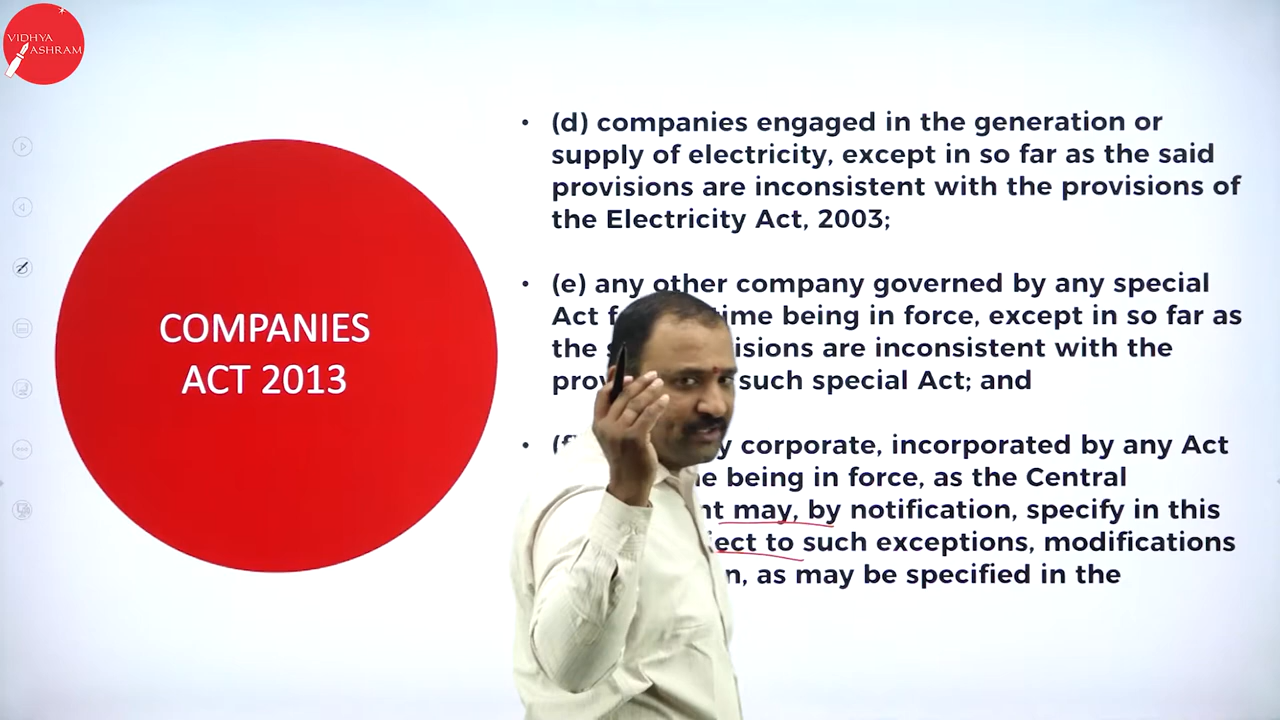 VIDHYA
ASHRAM
COMPANIES
ACT 2013
• (d) companies engaged in the generation or
supply of electricity, except in so far as the said
provisions are inconsistent with the provisions of
the Electricity Act, 2003;
• (e) any other company governed by any special
Act time being in force, except in so far as
the are inconsistent with the
such special Act; and
• corporate, incorporated by any Act
being in force, as the Central
may, by notification, specify in this
to such exceptions, modifications
as may be specified in the